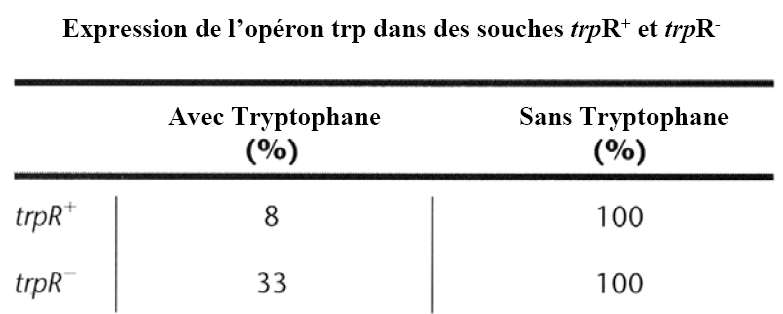 Expression de l’opéron trp dans des souches trpR⁺ et trpR⁻
Avec Tryptophane Sans Tryptophane
(%) (%)
trpR⁺ 8 100
trpR⁻ 33 100